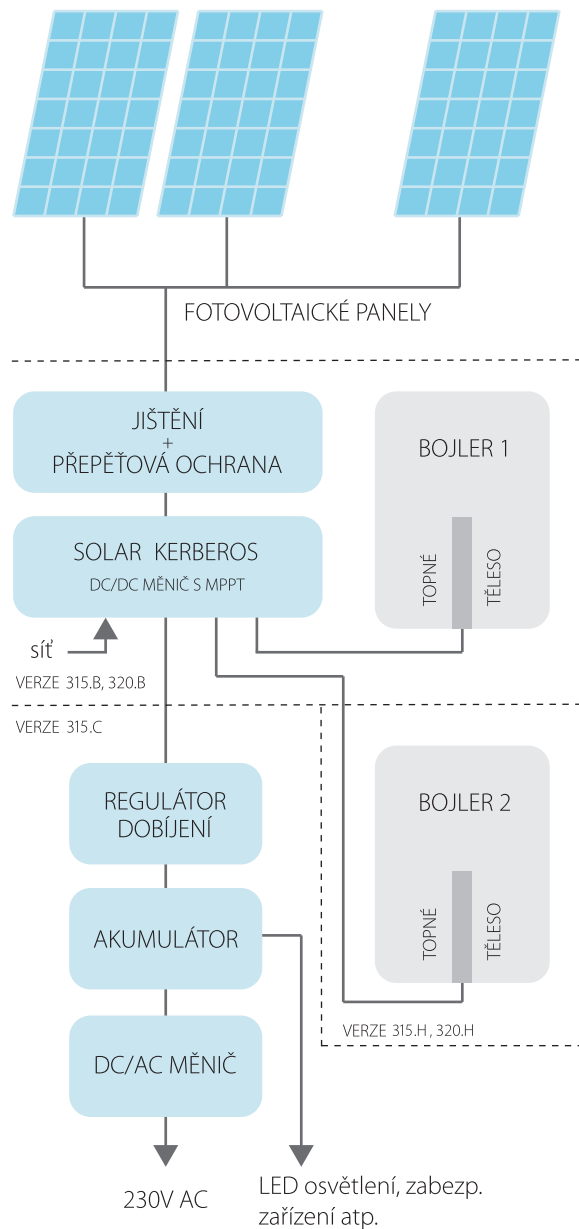 FOTOVOLTAICKÉ PANELY
JIŠTĚNÍ
+
PŘEPĚŤOVÁ OCHRANA
BOJLER 1
TOPNÉ
TĚLESO
SOLAR KERBEROS
DC/DC MĚNIČ S MPPT
síť
VERZE 315.B, 320.B
VERZE 315.C
REGULÁTOR
DOBÍJENÍ
BOJLER 2
TOPNÉ
TĚLESO
AKUMULÁTOR
VERZE 315.H, 320.H
DC/AC MĚNIČ
230V AC
LED osvětlení, zabezp.
zařízení atp.